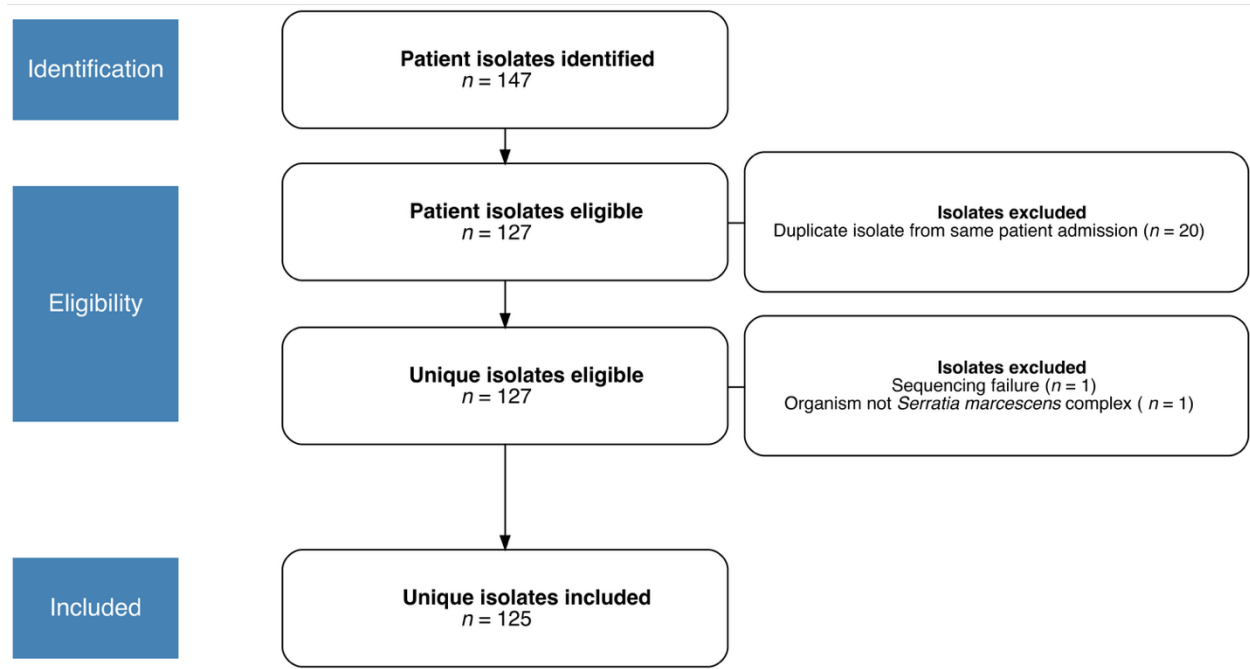 Identification
Patient isolates identified
n = 147
Eligibility
Patient isolates eligible
n = 127
Isolates excluded
Duplicate isolate from same patient admission (n = 20)
Unique isolates eligible
n = 127
Isolates excluded
Sequencing failure (n = 1)
Organism not Serratia marcescens complex ( n = 1)
Included
Unique isolates included
n = 125